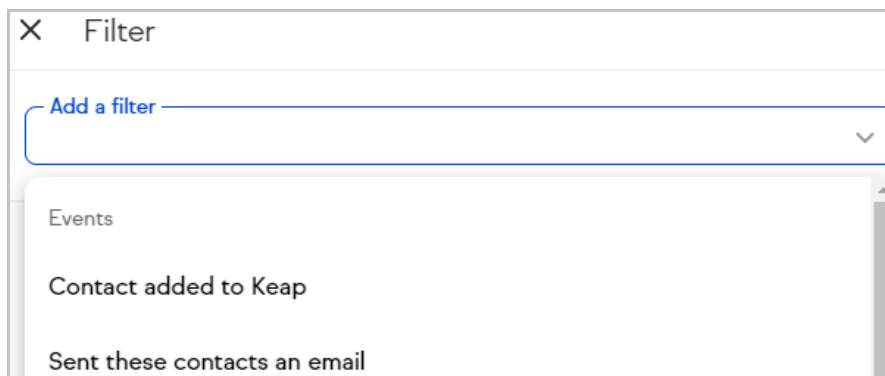 Filter
Add a filter
Events
Contact added to Keap
Sent these contacts an email